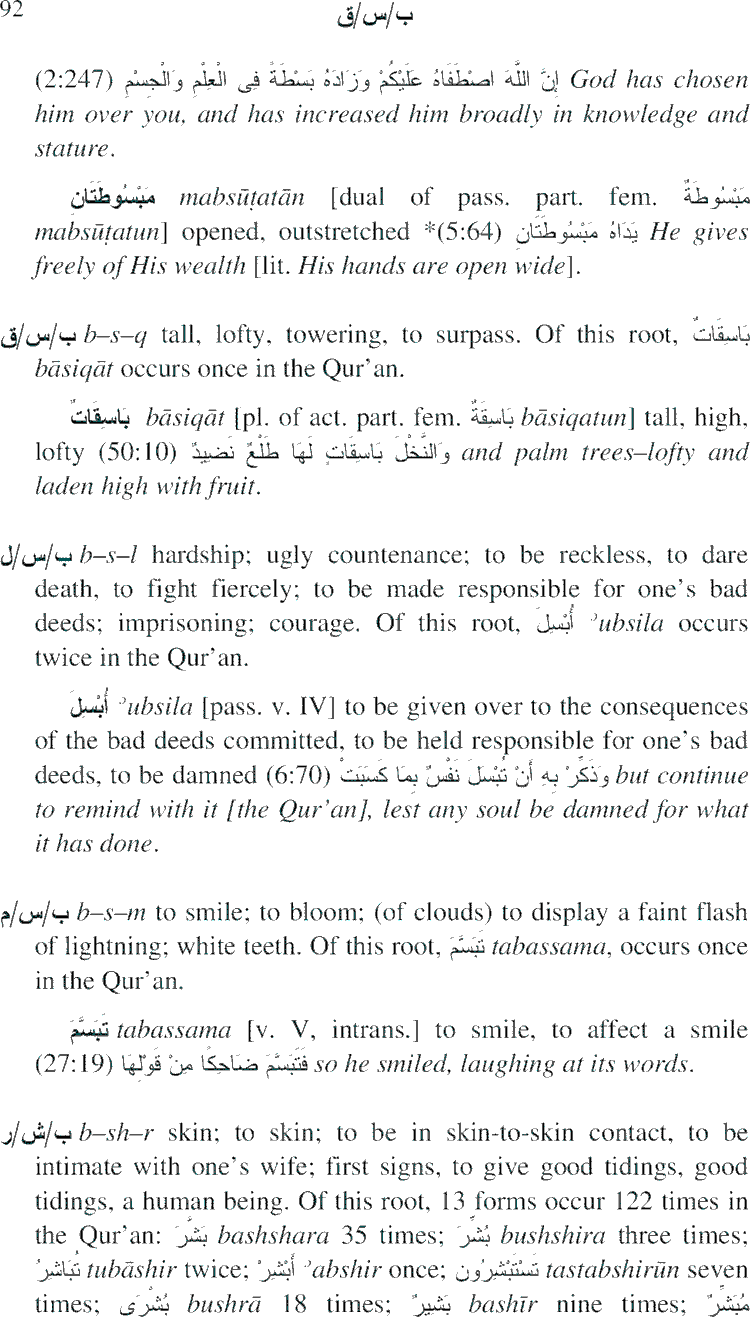 92
ب/س/ق
(2:247) إِنَّ اللَّهَ اصْطَفَاهُ عَلَيْكُمْ وَزَادَهُ بَسْطَةً فِى الْعِلْمِ وَالْجِسْمِ God has chosen
him over you, and has increased him broadly in knowledge and
stature.
مَبْسُوطَتَانِ mabsūṭatān [dual of pass. part. fem. مَبْسُوطَةٌ
mabsūṭatun] opened, outstretched *(5:64) يَدَاهُ مَبْسُوطَتَانِ He gives
freely of His wealth [lit. His hands are open wide].
ب/س/ق b–s–q tall, lofty, towering, to surpass. Of this root, بَاسِقَاتٌ
bāsiqāt occurs once in the Qur’an.
بَاسِقَاتٌ bāsiqāt [pl. of act. part. fem. بَاسِقَةٌ bāsiqatun] tall, high,
lofty (50:10) وَالنَّخْلَ بَاسِقَاتٍ لَهَا طَلْعٌ نَضِيدٌ and palm trees–lofty and
laden high with fruit.
ب/س/ل b–s–l hardship; ugly countenance; to be reckless, to dare
death, to fight fiercely; to be made responsible for one’s bad
deeds; imprisoning; courage. Of this root, أُبْسِلَ ʾubsila occurs
twice in the Qur’an.
أُبْسِلَ ʾubsila [pass. v. IV] to be given over to the consequences
of the bad deeds committed, to be held responsible for one’s bad
deeds, to be damned (6:70) وَذَكِّرْ بِهِ أَنْ تُبْسَلَ نَفْسٌ بِمَا كَسَبَتْ but continue
to remind with it [the Qur’an], lest any soul be damned for what
it has done.
ب/س/م b–s–m to smile; to bloom; (of clouds) to display a faint flash
of lightning; white teeth. Of this root, تَبَسَّمَ tabassama, occurs once
in the Qur’an.
تَبَسَّمَ tabassama [v. V, intrans.] to smile, to affect a smile
(27:19) فَتَبَسَّمَ ضَاحِكًا مِنْ قَوْلِهَا so he smiled, laughing at its words.
ب/ش/ر b–sh–r skin; to skin; to be in skin-to-skin contact, to be
intimate with one’s wife; first signs, to give good tidings, good
tidings, a human being. Of this root, 13 forms occur 122 times in
the Qur’an: بَشَّرَ bashshara 35 times; بُشِّرَ bushshira three times;
تُبَاشِرُ tubāshir twice; أَبْشِرْ ʾabshir once; تَسْتَبْشِرُون tastabshirūn seven
times; بُشْرَى bushrā 18 times; بَشِيرٌ bashīr nine times; مُبَشِّرٌ